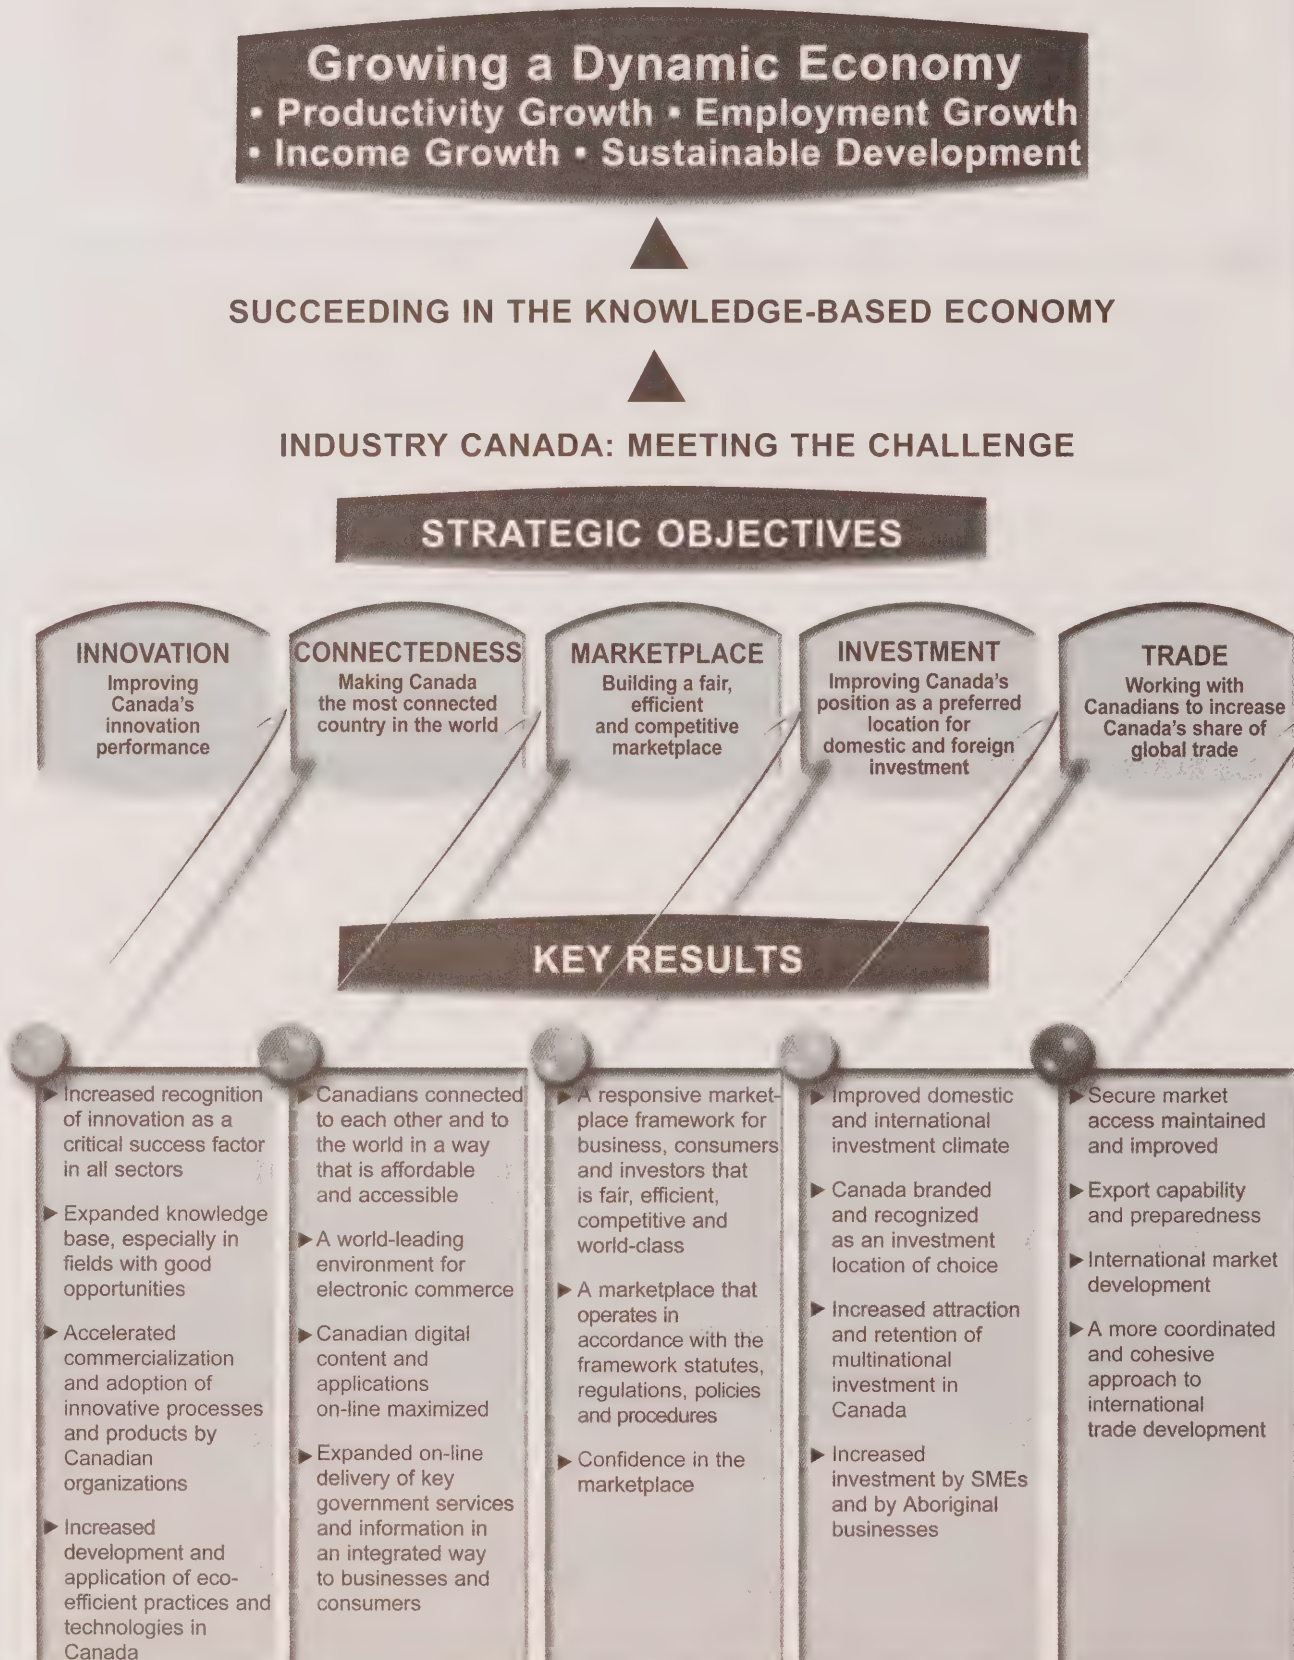 Growing a Dynamic Economy
• Productivity Growth • Employment Growth
• Income Growth • Sustainable Development
SUCCEEDING IN THE KNOWLEDGE-BASED ECONOMY
INDUSTRY CANADA: MEETING THE CHALLENGE
STRATEGIC OBJECTIVES
INNOVATION
Improving
Canada's
innovation
performance
CONNECTEDNESS
Making Canada
the most connected
country in the world
MARKETPLACE
Building a fair,
efficient
and competitive
marketplace
INVESTMENT
Improving Canada's
position as a preferred
location for
domestic and foreign
investment
TRADE
Working with
Canadians to increase
Canada's share of
global trade
KEY RESULTS
▶ Increased recognition
of innovation as a
critical success factor
in all sectors
▶ Expanded knowledge
base, especially in
fields with good
opportunities
▶ Accelerated
commercialization
and adoption of
innovative processes
and products by
Canadian
organizations
▶ Increased
development and
application of eco-
efficient practices and
technologies in
Canada
▶ Canadians connected
to each other and to
the world in a way
that is affordable
and accessible
▶ A world-leading
environment for
electronic commerce
▶ Canadian digital
content and
applications
on-line maximized
▶ Expanded on-line
delivery of key
government services
and information in
an integrated way
to businesses and
consumers
▶ A responsive market-
place framework for
business, consumers
and investors that
is fair, efficient,
competitive and
world-class
▶ A marketplace that
operates in
accordance with the
framework statutes,
regulations, policies
and procedures
▶ Confidence in the
marketplace
▶ Improved domestic
and international
investment climate
▶ Canada branded
and recognized
as an investment
location of choice
▶ Increased attraction
and retention of
multinational
investment in
Canada
▶ Increased
investment by SMEs
and by Aboriginal
businesses
▶ Secure market
access maintained
and improved
▶ Export capability
and preparedness
▶ International market
development
▶ A more coordinated
and cohesive
approach to
international
trade development